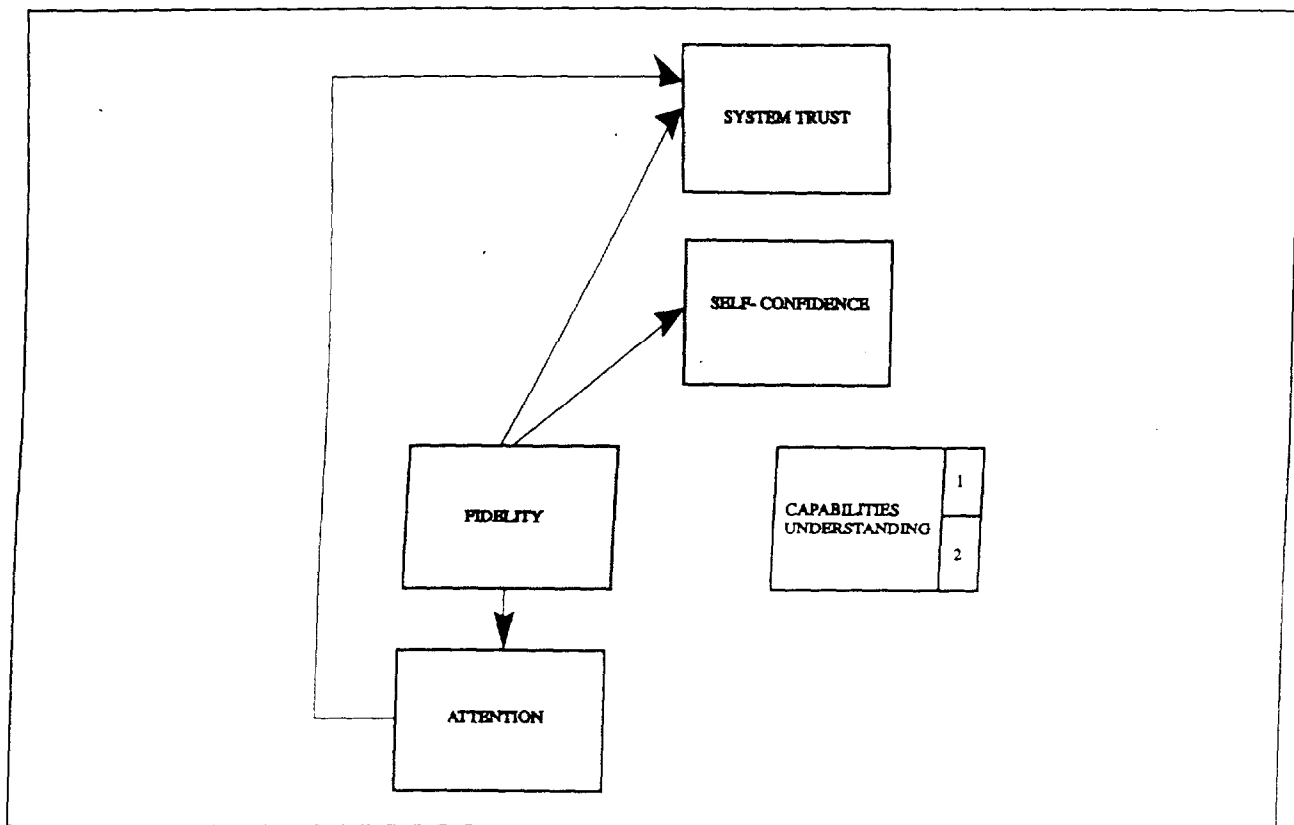 SYSTEM TRUST
SELF- CONFIDENCE
FIDELITY
CAPABILITIES
UNDERSTANDING
1
2
ATTENTION